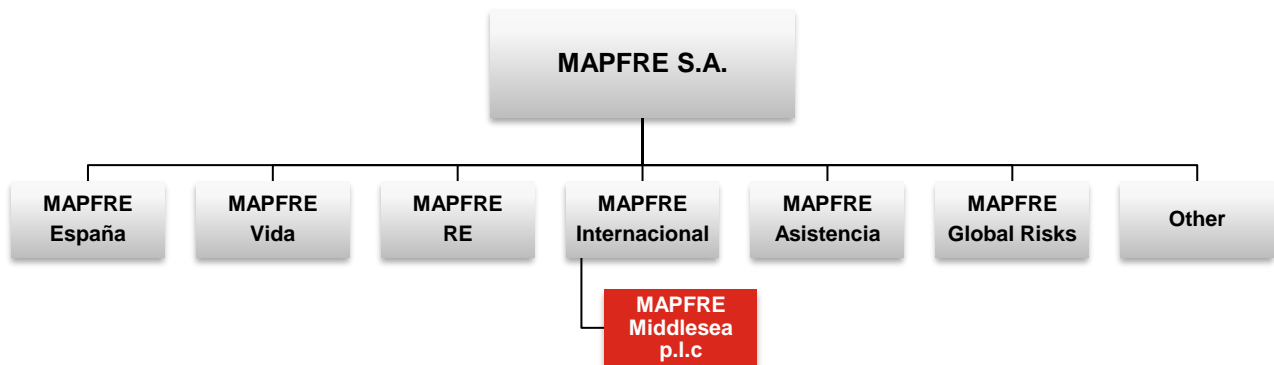 MAPFRE S.A.
MAPFRE
España
MAPFRE
Vida
MAPFRE
RE
MAPFRE
Internacional
MAPFRE
Asistencia
MAPFRE
Global Risks
Other
MAPFRE
Middlesea
p.l.c